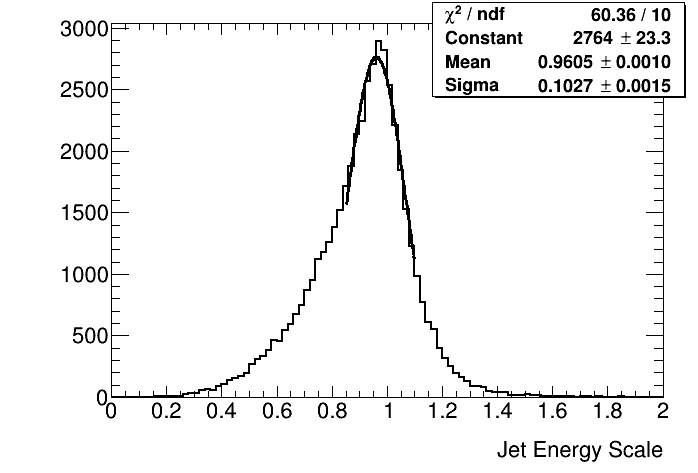 χ² / ndf 60.36 / 10
Constant 2764 ± 23.3
Mean 0.9605 ± 0.0010
Sigma 0.1027 ± 0.0015
3000
2500
2000
1500
1000
500
0
0 0.2 0.4 0.6 0.8 1 1.2 1.4 1.6 1.8 2
Jet Energy Scale